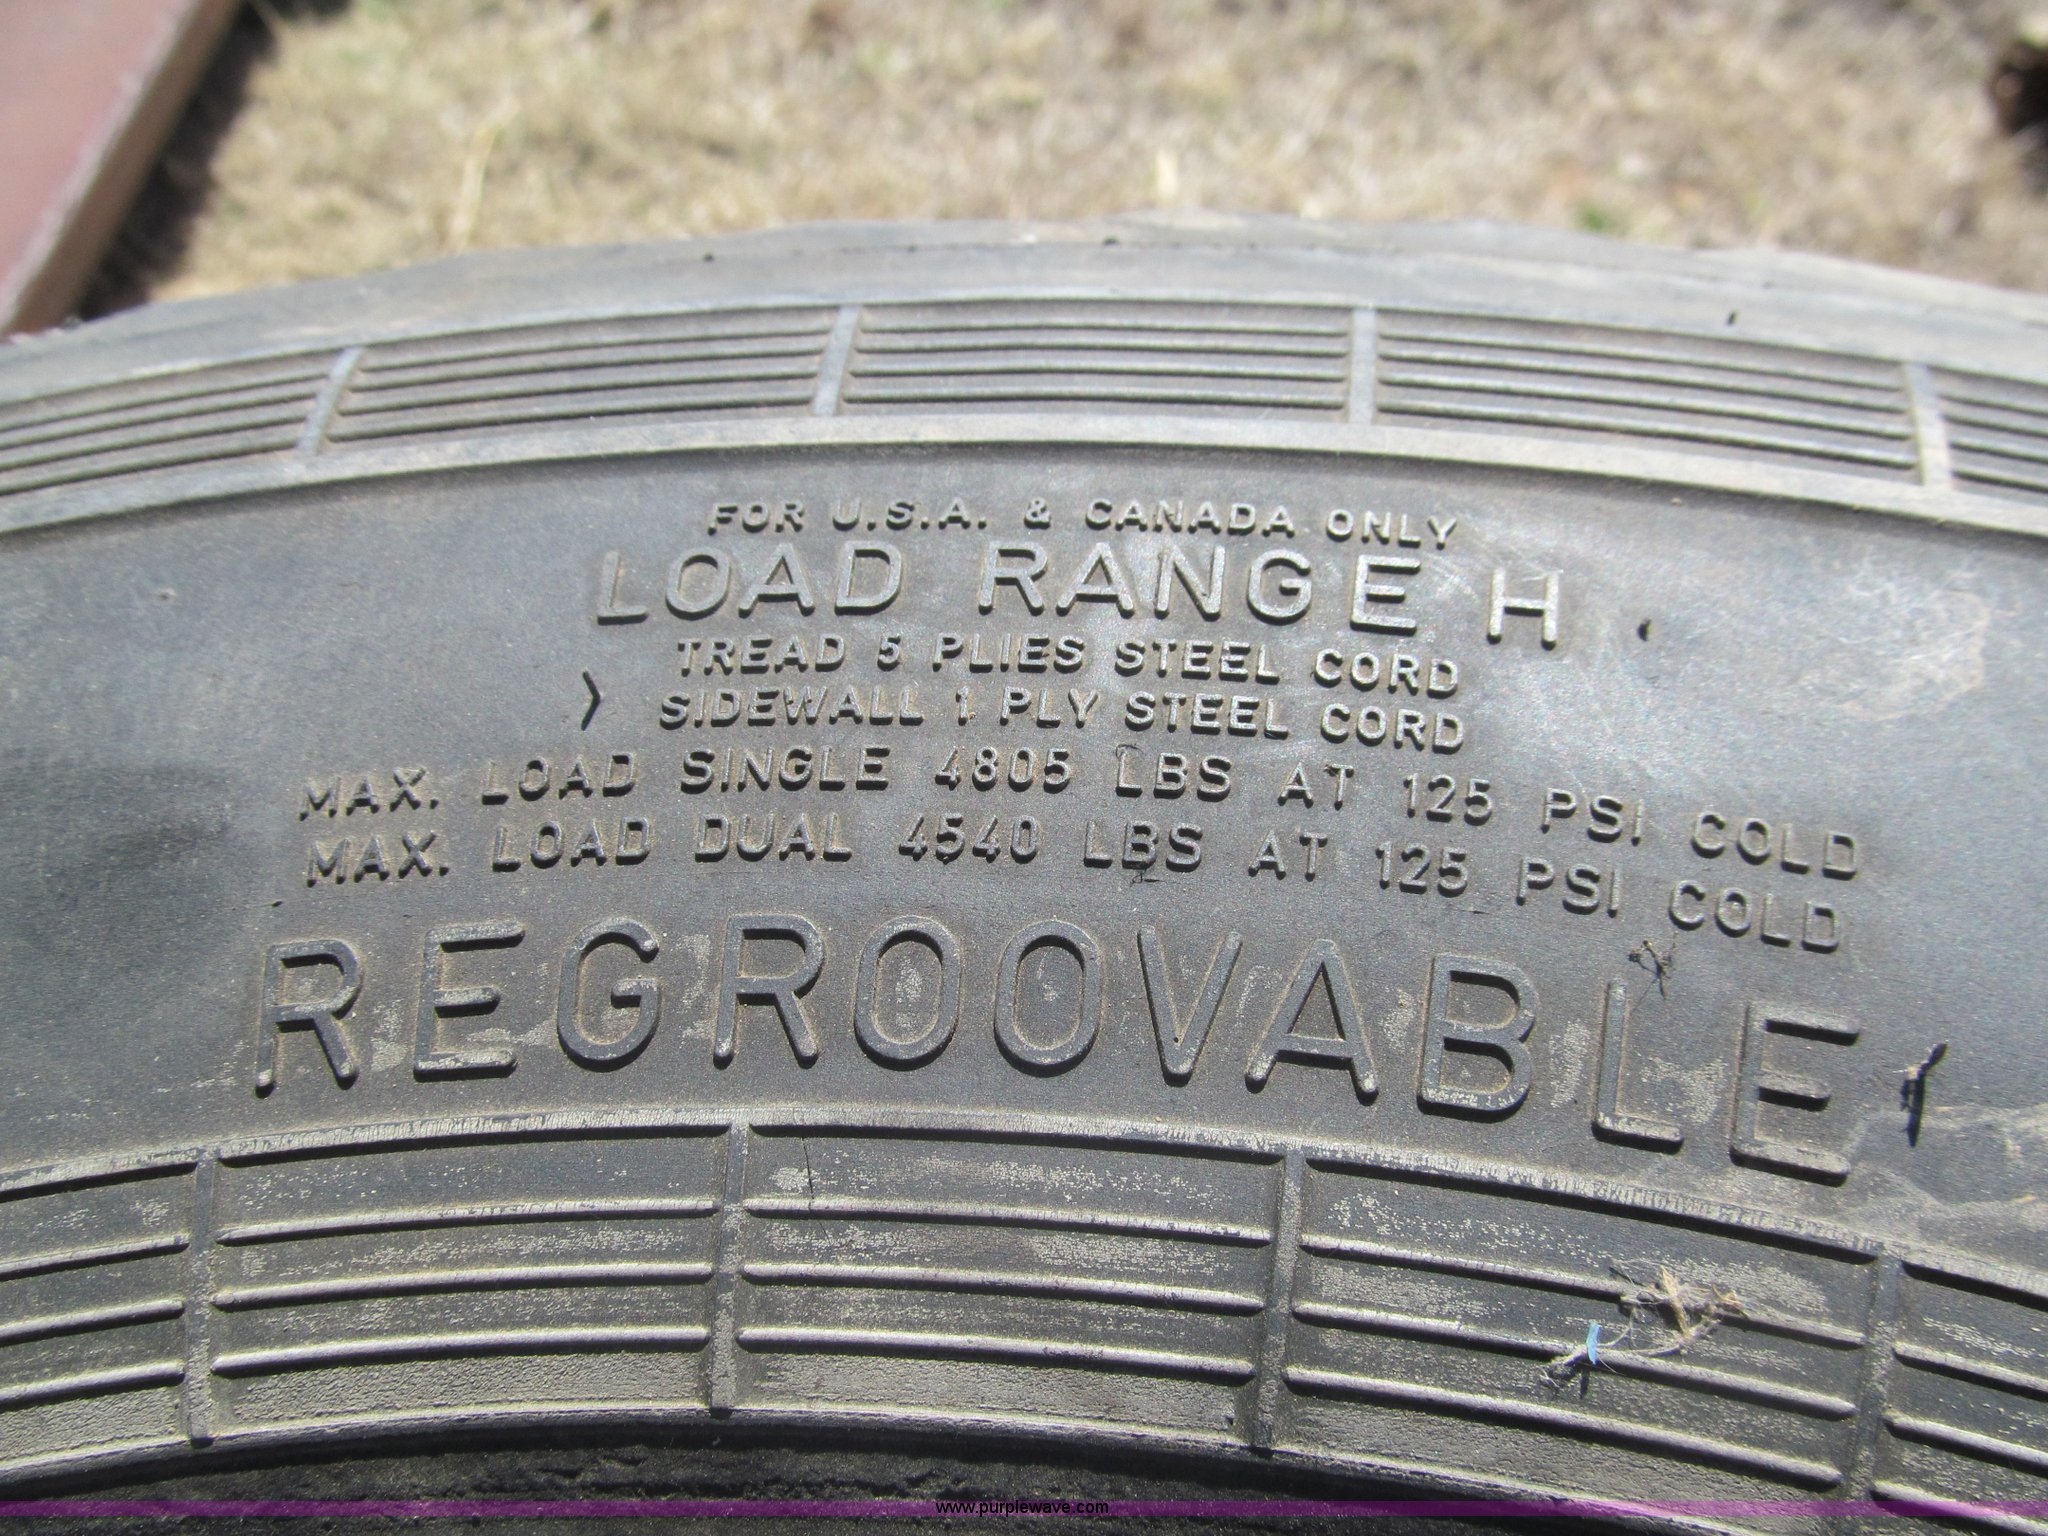 FOR U.S.A. & CANADA ONLY
LOAD RANGE H
TREAD 5 PLIES STEEL CORD
SIDEWALL 1 PLY STEEL CORD
MAX. LOAD SINGLE 4805 LBS AT 125 PSI COLD
MAX. LOAD DUAL 4540 LBS AT 125 PSI COLD
REGROOVABLE
www.purplewave.com